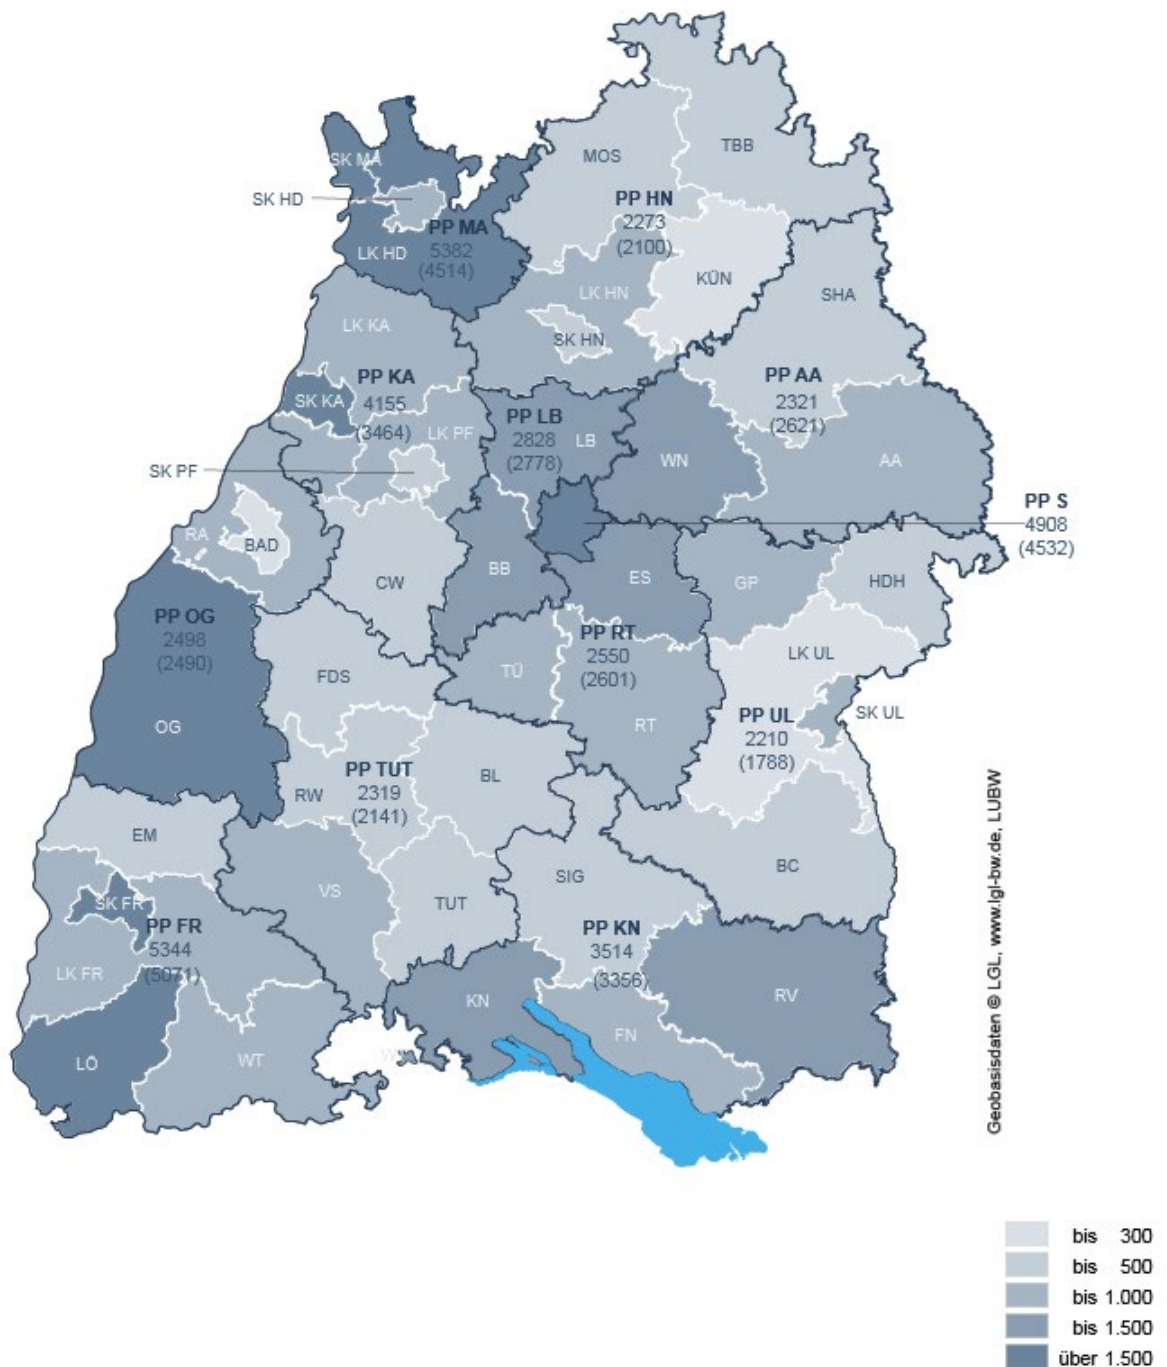 TBB
MOS
SK MA
SK HD
PP HN
2273
(2100)
PP MA
5382
(4514)
LK HD
KÜN
LK HN
SHA
LK KA
SK HN
PP KA
4155
(3464)
PP AA
2321
(2621)
SK KA
PP LB
2828
(2778)
LB
LK PF
WN
AA
SK PF
PP S
4908
(4532)
RA
BAD
BB
ES
CW
GP
HDH
PP OG
2498
(2490)
PP RT
2550
(2601)
LK UL
FDS
TÜ
OG
RT
PP UL
2210
(1788)
SK UL
PP TUT
2319
(2141)
BL
RW
EM
BC
SIG
VS
TUT
SK FR
PP FR
5344
(5071)
PP KN
3514
(3356)
LK FR
KN
RV
FN
LÖ
WT
Geobasisdaten © LGL, www.lgl-bw.de, LUBW
bis 300
bis 500
bis 1.000
bis 1.500
über 1.500